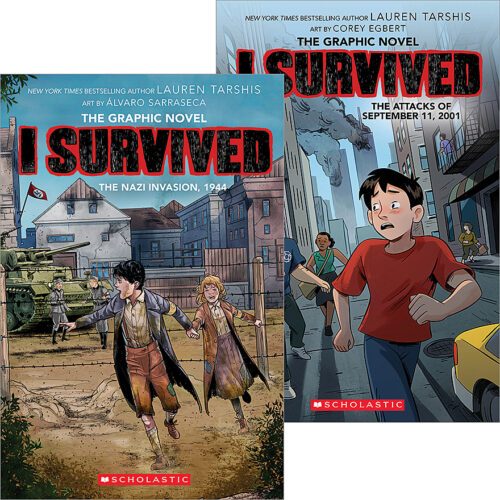 NEW YORK TIMES BESTSELLING AUTHOR LAUREN TARSHIS
ART BY COREY EGBERT
THE GRAPHIC NOVEL
I SURVIVED
THE ATTACKS OF
SEPTEMBER 11, 2001
SCHOLASTIC
NEW YORK TIMES BESTSELLING AUTHOR LAUREN TARSHIS
ART BY ÁLVARO SARRASECA
THE GRAPHIC NOVEL
I SURVIVED
THE NAZI INVASION, 1944
SCHOLASTIC